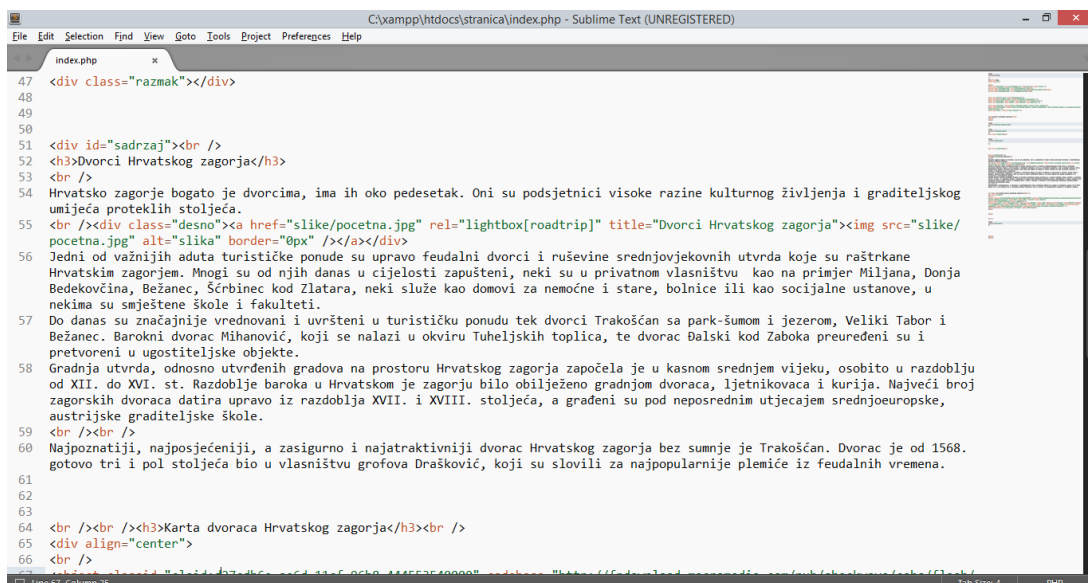 C:\xampp\htdocs\stranica\index.php - Sublime Text (UNREGISTERED)
File Edit Selection Find View Goto Tools Project Preferences Help
index.php ×
47 <div class="razmak"></div>
48
49
50
51 <div id="sadrzaj"><br />
52 <h3>Dvorci Hrvatskog zagorja</h3>
53 <br />
54 Hrvatsko zagorje bogato je dvorcima, ima ih oko pedesetak. Oni su podsjetnici visoke razine kulturnog življenja i graditeljskog
umijeća proteklih stoljeća.
55 <br /><div class="desno"><a href="slike/pocetna.jpg" rel="lightbox[roadtrip]" title="Dvorci Hrvatskog zagorja"><img src="slike/
pocetna.jpg" alt="slika" border="0px" /></a></div>
56 Jedni od važnijih aduta turističke ponude su upravo feudalni dvorci i ruševine srednjovjekovnih utvrda koje su raštrkane
Hrvatskim zagorjem. Mnogi su od njih danas u cijelosti zapušteni, neki su u privatnom vlasništvu kao na primjer Miljana, Donja
Bedekovčina, Bežanec, Šćrbinec kod Zlatara, neki služe kao domovi za nemoćne i stare, bolnice ili kao socijalne ustanove, u
nekima su smještene škole i fakulteti.
57 Do danas su značajnije vrednovani i uvršteni u turističku ponudu tek dvorci Trakošćan sa park-šumom i jezerom, Veliki Tabor i
Bežanec. Barokni dvorac Mihanović, koji se nalazi u okviru Tuheljskih toplica, te dvorac Đalski kod Zaboka preuređeni su i
pretvoreni u ugostiteljske objekte.
58 Gradnja utvrda, odnosno utvrđenih gradova na prostoru Hrvatskog zagorja započela je u kasnom srednjem vijeku, osobito u razdoblju
od XII. do XVI. st. Razdoblje baroka u Hrvatskom je zagorju bilo obilježeno gradnjom dvoraca, ljetnikovaca i kurija. Najveći broj
zagorskih dvoraca datira upravo iz razdoblja XVII. i XVIII. stoljeća, a građeni su pod neposrednim utjecajem srednjoeuropske,
austrijske graditeljske škole.
59 <br /><br />
60 Najpoznatiji, najposjećeniji, a zasigurno i najatraktivniji dvorac Hrvatskog zagorja bez sumnje je Trakošćan. Dvorac je od 1568.
gotovo tri i pol stoljeća bio u vlasništvu grofova Drašković, koji su slovili za najpopularnije plemiće iz feudalnih vremena.
61
62
63
64 <br /><br /><h3>Karta dvoraca Hrvatskog zagorja</h3><br />
65 <div align="center">
66 <br />
67
Line 67, Column 25 Tab Size: 4 PHP